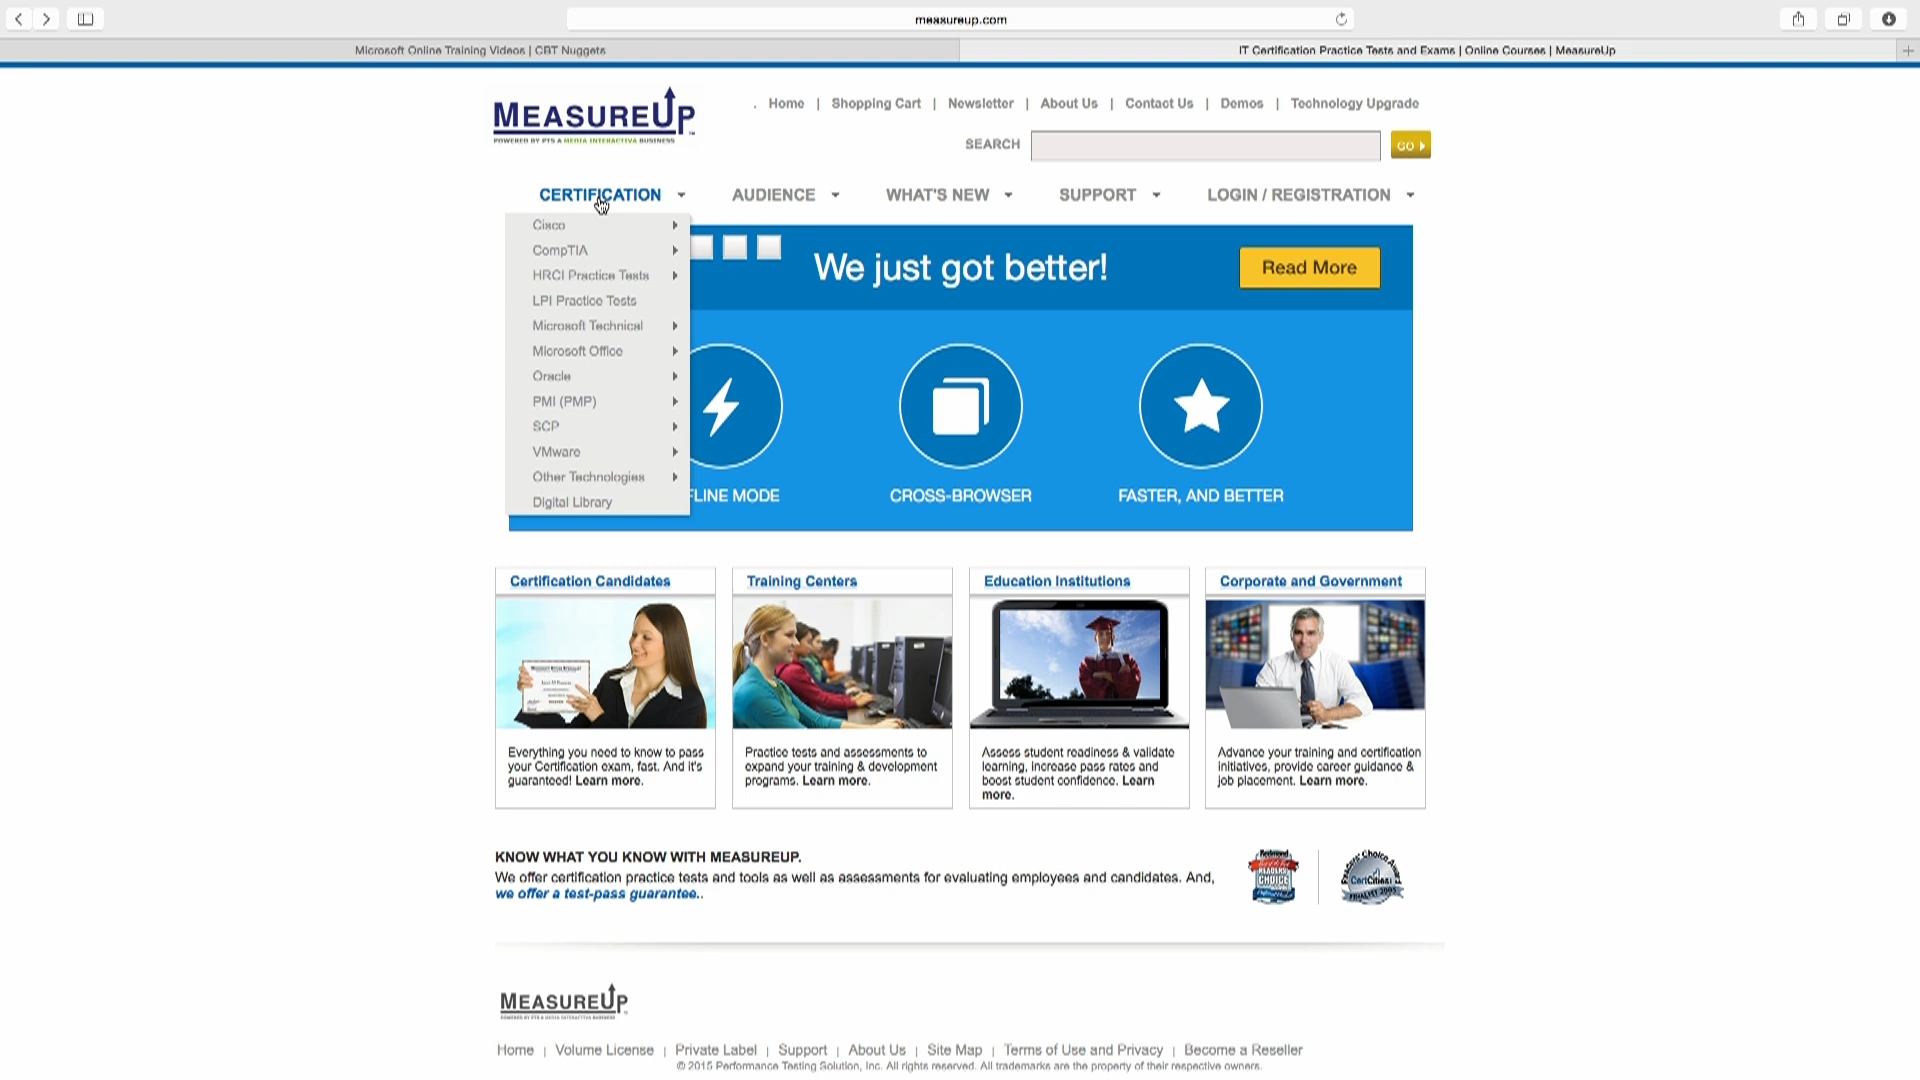 measureup.com
Microsoft Online Training Videos | CBT Nuggets
IT Certification Practice Tests and Exams | Online Courses | MeasureUp
MEASUREUP
POWERED BY PTS A MEDIA INTERACTIVA BUSINESS
. Home | Shopping Cart | Newsletter | About Us | Contact Us | Demos | Technology Upgrade
SEARCH
GO
CERTIFICATION AUDIENCE WHAT'S NEW SUPPORT LOGIN / REGISTRATION
Cisco
CompTIA
HRCI Practice Tests
LPI Practice Tests
Microsoft Technical
Microsoft Office
Oracle
PMI (PMP)
SCP
VMware
Other Technologies
Digital Library
We just got better!
Read More
FLINE MODE
CROSS-BROWSER
FASTER, AND BETTER
Certification Candidates
Everything you need to know to pass
your Certification exam, fast. And it's
guaranteed! Learn more.
Training Centers
Practice tests and assessments to
expand your training & development
programs. Learn more.
Education Institutions
Assess student readiness & validate
learning, increase pass rates and
boost student confidence. Learn
more.
Corporate and Government
Advance your training and certification
initiatives, provide career guidance &
job placement. Learn more.
KNOW WHAT YOU KNOW WITH MEASUREUP.
We offer certification practice tests and tools as well as assessments for evaluating employees and candidates. And,
we offer a test-pass guarantee..
CHOICE
CertCities
FINALIST
MEASUREUP
Home | Volume License | Private Label | Support | About Us | Site Map | Terms of Use and Privacy | Become a Reseller
© 2015 Performance Testing Solution, Inc. All rights reserved. All trademarks are the property of their respective owners.